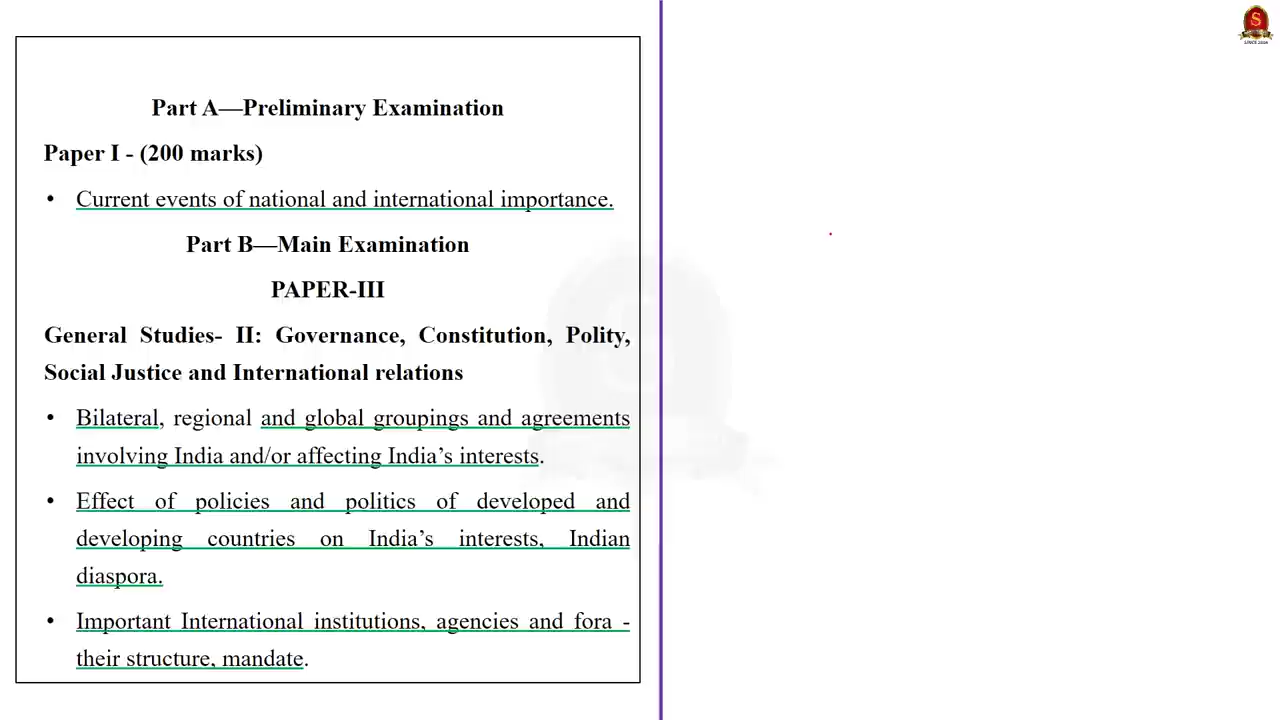 Part A—Preliminary Examination
Paper I - (200 marks)
• Current events of national and international importance.
Part B—Main Examination
PAPER-III
General Studies- II: Governance, Constitution, Polity,
Social Justice and International relations
• Bilateral, regional and global groupings and agreements
involving India and/or affecting India’s interests.
• Effect of policies and politics of developed and
developing countries on India’s interests, Indian
diaspora.
• Important International institutions, agencies and fora -
their structure, mandate.
S